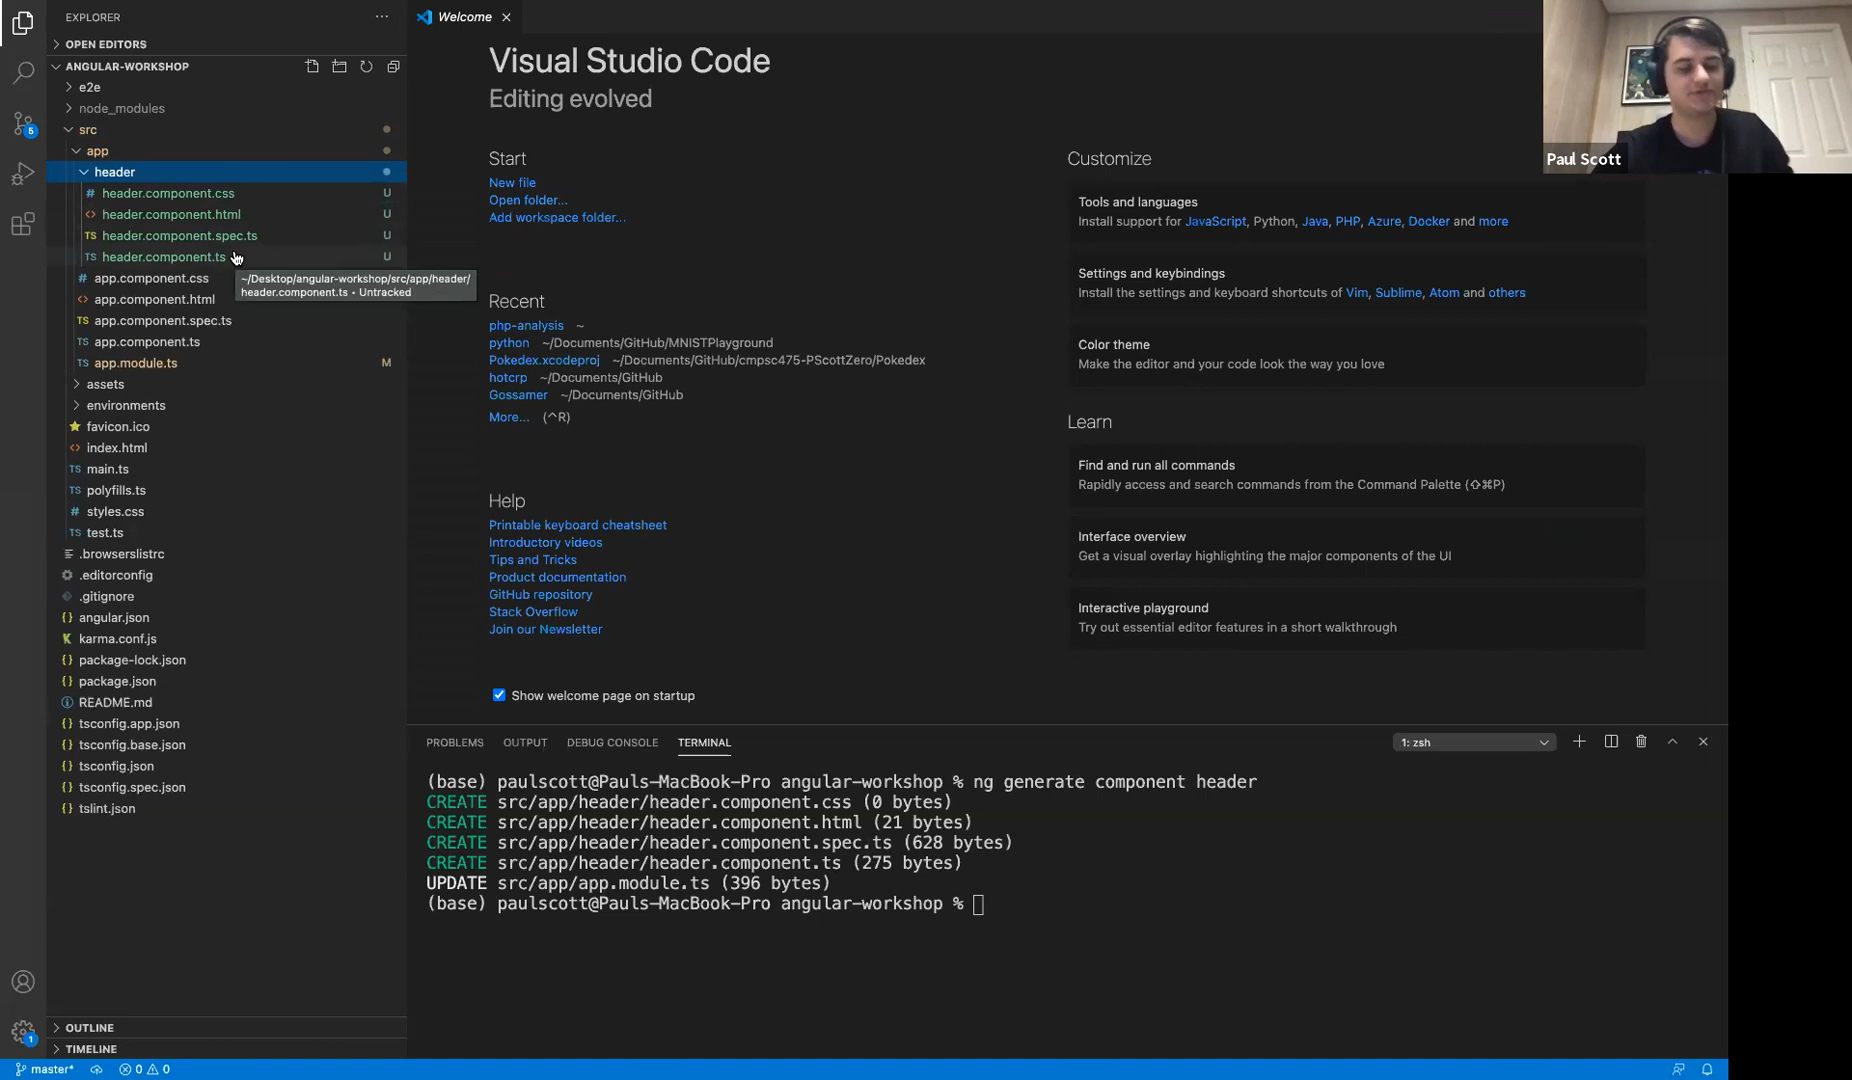 EXPLORER
OPEN EDITORS
ANGULAR-WORKSHOP
e2e
node_modules
src
app
header
header.component.css U
header.component.html U
header.component.spec.ts U
header.component.ts U
~/Desktop/angular-workshop/src/app/header/
header.component.ts • Untracked
app.component.css
app.component.html
app.component.spec.ts
app.component.ts
app.module.ts M
assets
environments
favicon.ico
index.html
main.ts
polyfills.ts
styles.css
test.ts
.browserslistrc
.editorconfig
.gitignore
angular.json
karma.conf.js
package-lock.json
package.json
README.md
tsconfig.app.json
tsconfig.base.json
tsconfig.json
tsconfig.spec.json
tslint.json
OUTLINE
TIMELINE
5
1
Welcome
Visual Studio Code
Editing evolved
Start
New file
Open folder...
Add workspace folder...
Recent
php-analysis ~
python ~/Documents/GitHub/MNISTPlayground
Pokedex.xcodeproj ~/Documents/GitHub/cmpsc475-PScottZero/Pokedex
hotcrp ~/Documents/GitHub
Gossamer ~/Documents/GitHub
More... (^R)
Help
Printable keyboard cheatsheet
Introductory videos
Tips and Tricks
Product documentation
GitHub repository
Stack Overflow
Join our Newsletter
Show welcome page on startup
Customize
Tools and languages
Install support for JavaScript, Python, Java, PHP, Azure, Docker and more
Settings and keybindings
Install the settings and keyboard shortcuts of Vim, Sublime, Atom and others
Color theme
Make the editor and your code look the way you love
Learn
Find and run all commands
Rapidly access and search commands from the Command Palette (⇧⌘P)
Interface overview
Get a visual overlay highlighting the major components of the UI
Interactive playground
Try out essential editor features in a short walkthrough
Paul Scott
PROBLEMS OUTPUT DEBUG CONSOLE TERMINAL 1: zsh
(base) paulscott@Pauls-MacBook-Pro angular-workshop % ng generate component header
CREATE src/app/header/header.component.css (0 bytes)
CREATE src/app/header/header.component.html (21 bytes)
CREATE src/app/header/header.component.spec.ts (628 bytes)
CREATE src/app/header/header.component.ts (275 bytes)
UPDATE src/app/app.module.ts (396 bytes)
(base) paulscott@Pauls-MacBook-Pro angular-workshop %
master* 0 0